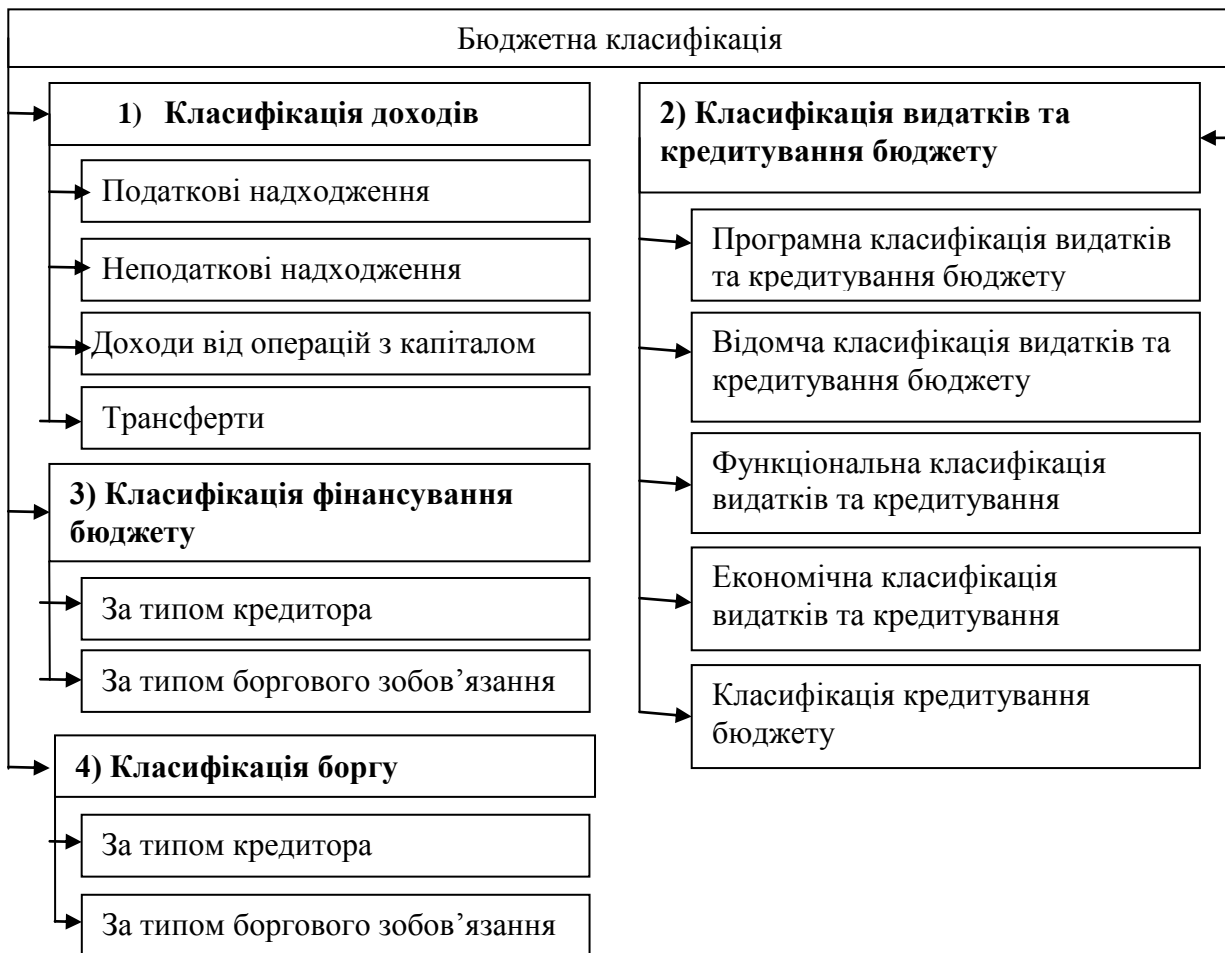 Бюджетна класифікація
1) Класифікація доходів
Податкові надходження
Неподаткові надходження
Доходи від операцій з капіталом
Трансферти
2) Класифікація видатків та
кредитування бюджету
Програмна класифікація видатків
та кредитування бюджету
Відомча класифікація видатків та
кредитування бюджету
Функціональна класифікація
видатків та кредитування
Економічна класифікація
видатків та кредитування
Класифікація кредитування
бюджету
3) Класифікація фінансування
бюджету
За типом кредитора
За типом боргового зобов’язання
4) Класифікація боргу
За типом кредитора
За типом боргового зобов’язання